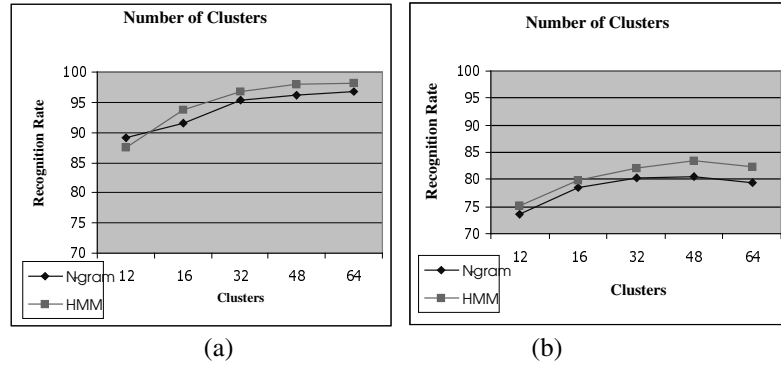 Number of Clusters
Recognition Rate
100
95
90
85
80
75
70
12 16 32 48 64
Clusters
Ngram
HMM
(a)
Number of Clusters
Recognition Rate
100
95
90
85
80
75
70
12 16 32 48 64
Clusters
Ngram
HMM
(b)